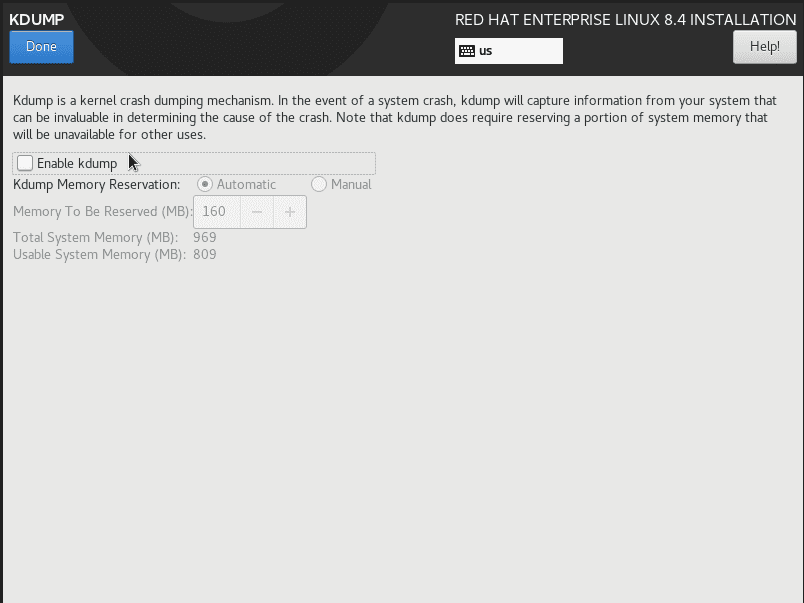 KDUMP
RED HAT ENTERPRISE LINUX 8.4 INSTALLATION
Done
us
Help!
Kdump is a kernel crash dumping mechanism. In the event of a system crash, kdump will capture information from your system that
can be invaluable in determining the cause of the crash. Note that kdump does require reserving a portion of system memory that
will be unavailable for other uses.
Enable kdump
Kdump Memory Reservation: Automatic Manual
Memory To Be Reserved (MB): 160 − +
Total System Memory (MB): 969
Usable System Memory (MB): 809